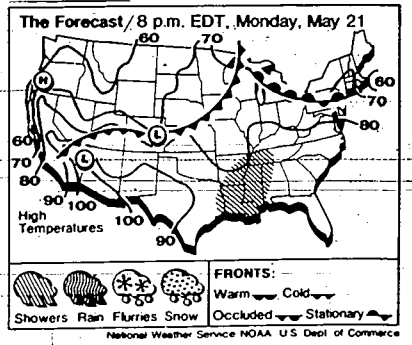 The Forecast/8 p.m. EDT, Monday, May 21
60
70
H
60
70
80
L
L
60
70
80
90
100
100
90
High
Temperatures
Showers Rain Flurries Snow
FRONTS:
Warm Cold
Occluded Stationary
National Weather Service NOAA U S Dept of Commerce